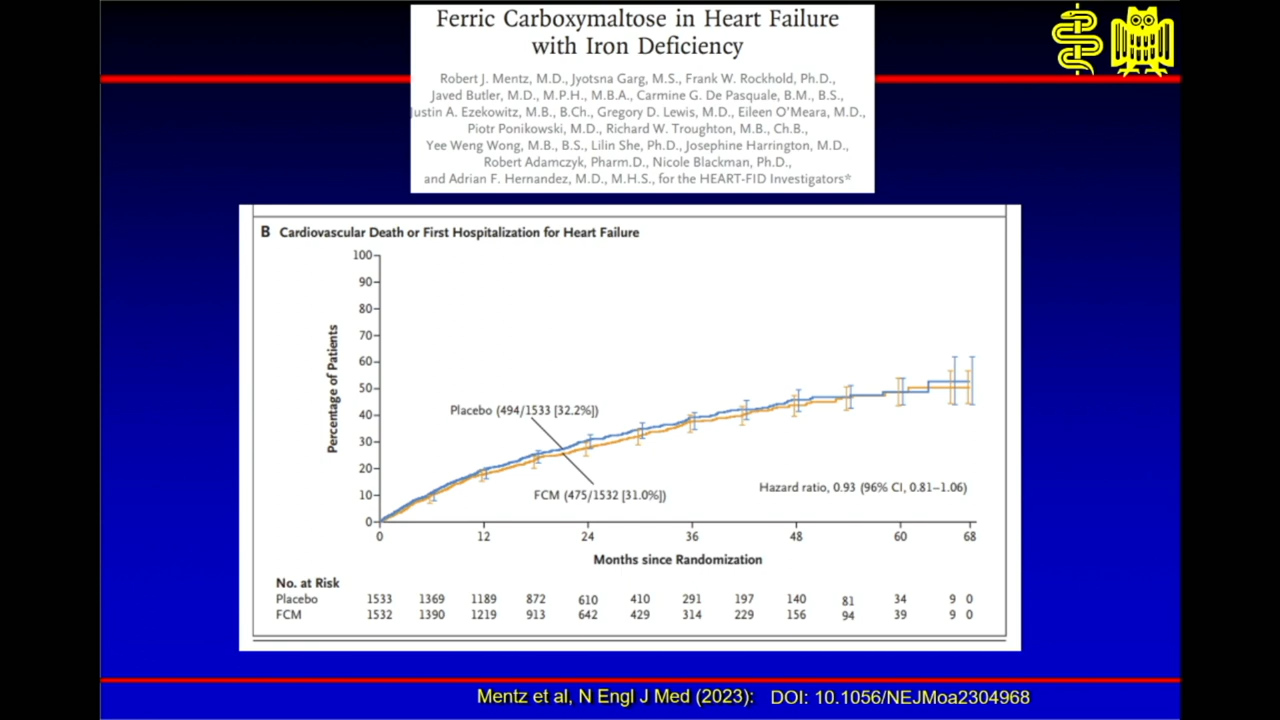 Ferric Carboxymaltose in Heart Failure
with Iron Deficiency
Robert J. Mentz, M.D., Jyotsna Garg, M.S., Frank W. Rockhold, Ph.D.,
Javed Butler, M.D., M.P.H., M.B.A., Carmine G. De Pasquale, B.M., B.S.,
Justin A. Ezekowitz, M.B., B.Ch., Gregory D. Lewis, M.D., Eileen O'Meara, M.D.,
Piotr Ponikowski, M.D., Richard W. Troughton, M.B., Ch.B.,
Yee Weng Wong, M.B., B.S., Lilin She, Ph.D., Josephine Harrington, M.D.,
Robert Adamczyk, Pharm.D., Nicole Blackman, Ph.D.,
and Adrian F. Hernandez, M.D., M.H.S., for the HEART-FID Investigators*
B Cardiovascular Death or First Hospitalization for Heart Failure
Percentage of Patients
100
90
80
70
60
50
40
30
20
10
0
Placebo (494/1533 [32.2%])
FCM (475/1532 [31.0%])
Hazard ratio, 0.93 (96% CI, 0.81–1.06)
0 12 24 36 48 60 68
Months since Randomization
No. at Risk
Placebo 1533 1369 1189 872 610 410 291 197 140 81 34 9 0
FCM 1532 1390 1219 913 642 429 314 229 156 94 39 9 0
Mentz et al, N Engl J Med (2023): DOI: 10.1056/NEJMoa2304968